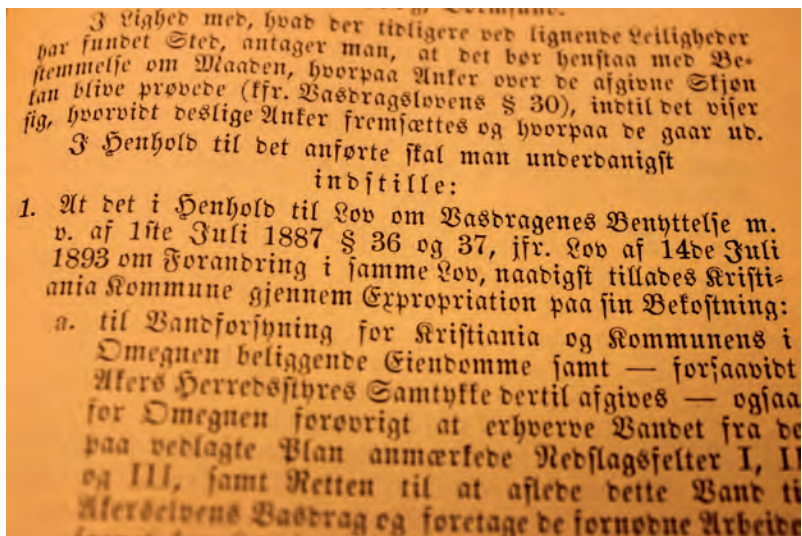 I Lighed med, hvad der tidligere ved lignende Leiligheder
har fundet Sted, antager man, at det bør henstaa med Be-
stemmelse om Maaden, hvorpaa Anker over de afgivne Skjøn
kan blive prøvede (kfr. Vasdragslovens § 30), indtil det viser
sig, hvorvidt deslige Anker fremsættes og hvorpaa de gaar ud.
I Henhold til det anførte skal man underdanigst
indstille:
1. At det i Henhold til Lov om Vasdragenes Benyttelse m.
v. af 1ste Juli 1887 § 36 og 37, jfr. Lov af 14de Juli
1893 om Forandring i samme Lov, naadigst tillades Kristi-
ania Kommune gjennem Expropriation paa sin Bekostning:
a. til Vandforsyning for Kristiania og Kommunens i
Omegnen beliggende Eiendomme samt — forsaavidt
Akers Herredsstyres Samtykke dertil afgives — ogsaa
for Omegnen forøvrigt at erhverve Vandet fra de
paa vedlagte Plan anmærkede Nedslagsfelter I, II
og III, samt Retten til at aflede dette Vand ti
Akerselvens Vasdrag og foretage de fornødne Arbeide